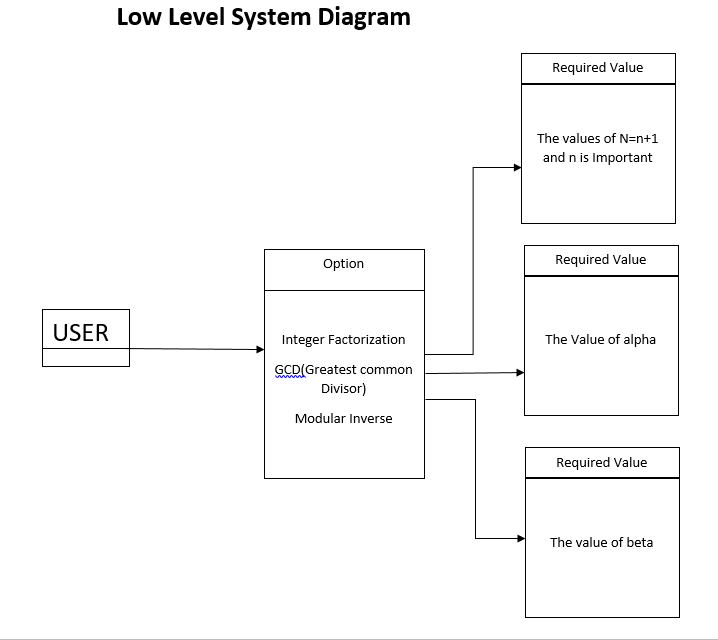 Low Level System Diagram
Required Value
The values of N=n+1
and n is Important
Required Value
The Value of alpha
Option
Integer Factorization
GCD(Greatest common
Divisor)
Modular Inverse
USER
Required Value
The value of beta